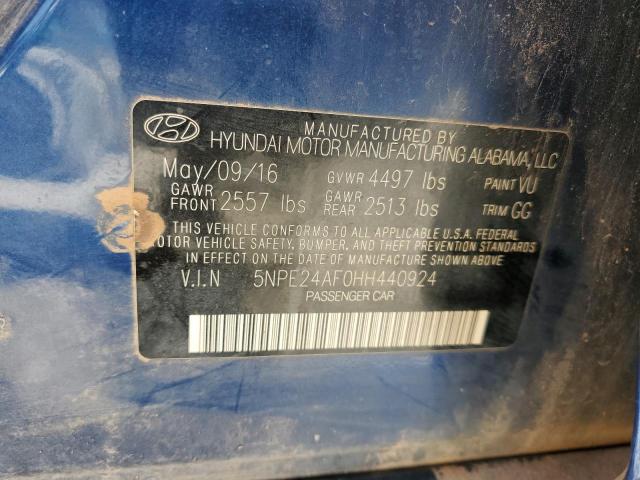 MANUFACTURED BY
HYUNDAI MOTOR MANUFACTURING ALABAMA, LLC
May/09/16 GVWR 4497 lbs PAINT VU
GAWR FRONT 2557 lbs GAWR REAR 2513 lbs TRIM GG
THIS VEHICLE CONFORMS TO ALL APPLICABLE U.S.A. FEDERAL
MOTOR VEHICLE SAFETY, BUMPER, AND THEFT PREVENTION STANDARDS
IN EFFECT ON THE DATE OF MANUFACTURE SHOWN ABOVE.
V.I.N 5NPE24AF0HH440924
PASSENGER CAR